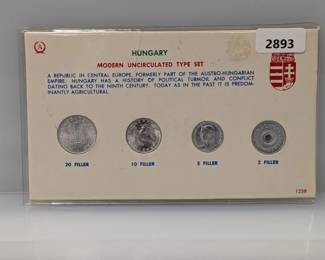 A
HUNGARY
2893
MODERN UNCIRCULATED TYPE SET
A REPUBLIC IN CENTRAL EUROPE, FORMERLY PART OF THE AUSTRO-HUNGARIAN
EMPIRE. HUNGARY HAS A HISTORY OF POLITICAL TURMOIL AND CONFLICT
DATING BACK TO THE NINTH CENTURY. TODAY AS IN THE PAST IT IS PREDOM-
INANTLY AGRICULTURAL.
20 FILLER
10 FILLER
5 FILLER
2 FILLER
1228